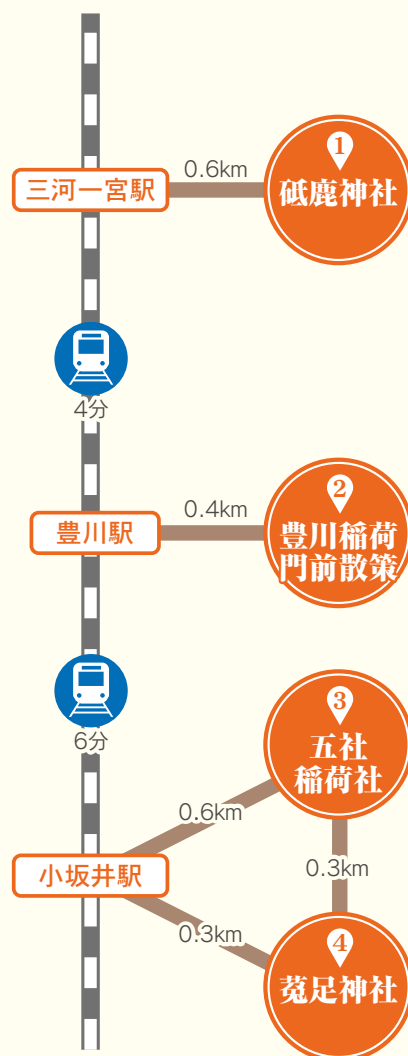 三河一宮駅
0.6km
1
砥鹿神社
4分
豊川駅
0.4km
2
豊川稲荷
門前散策
6分
3
五社
稲荷社
0.6km
0.3km
小坂井駅
0.3km
4
菟足神社